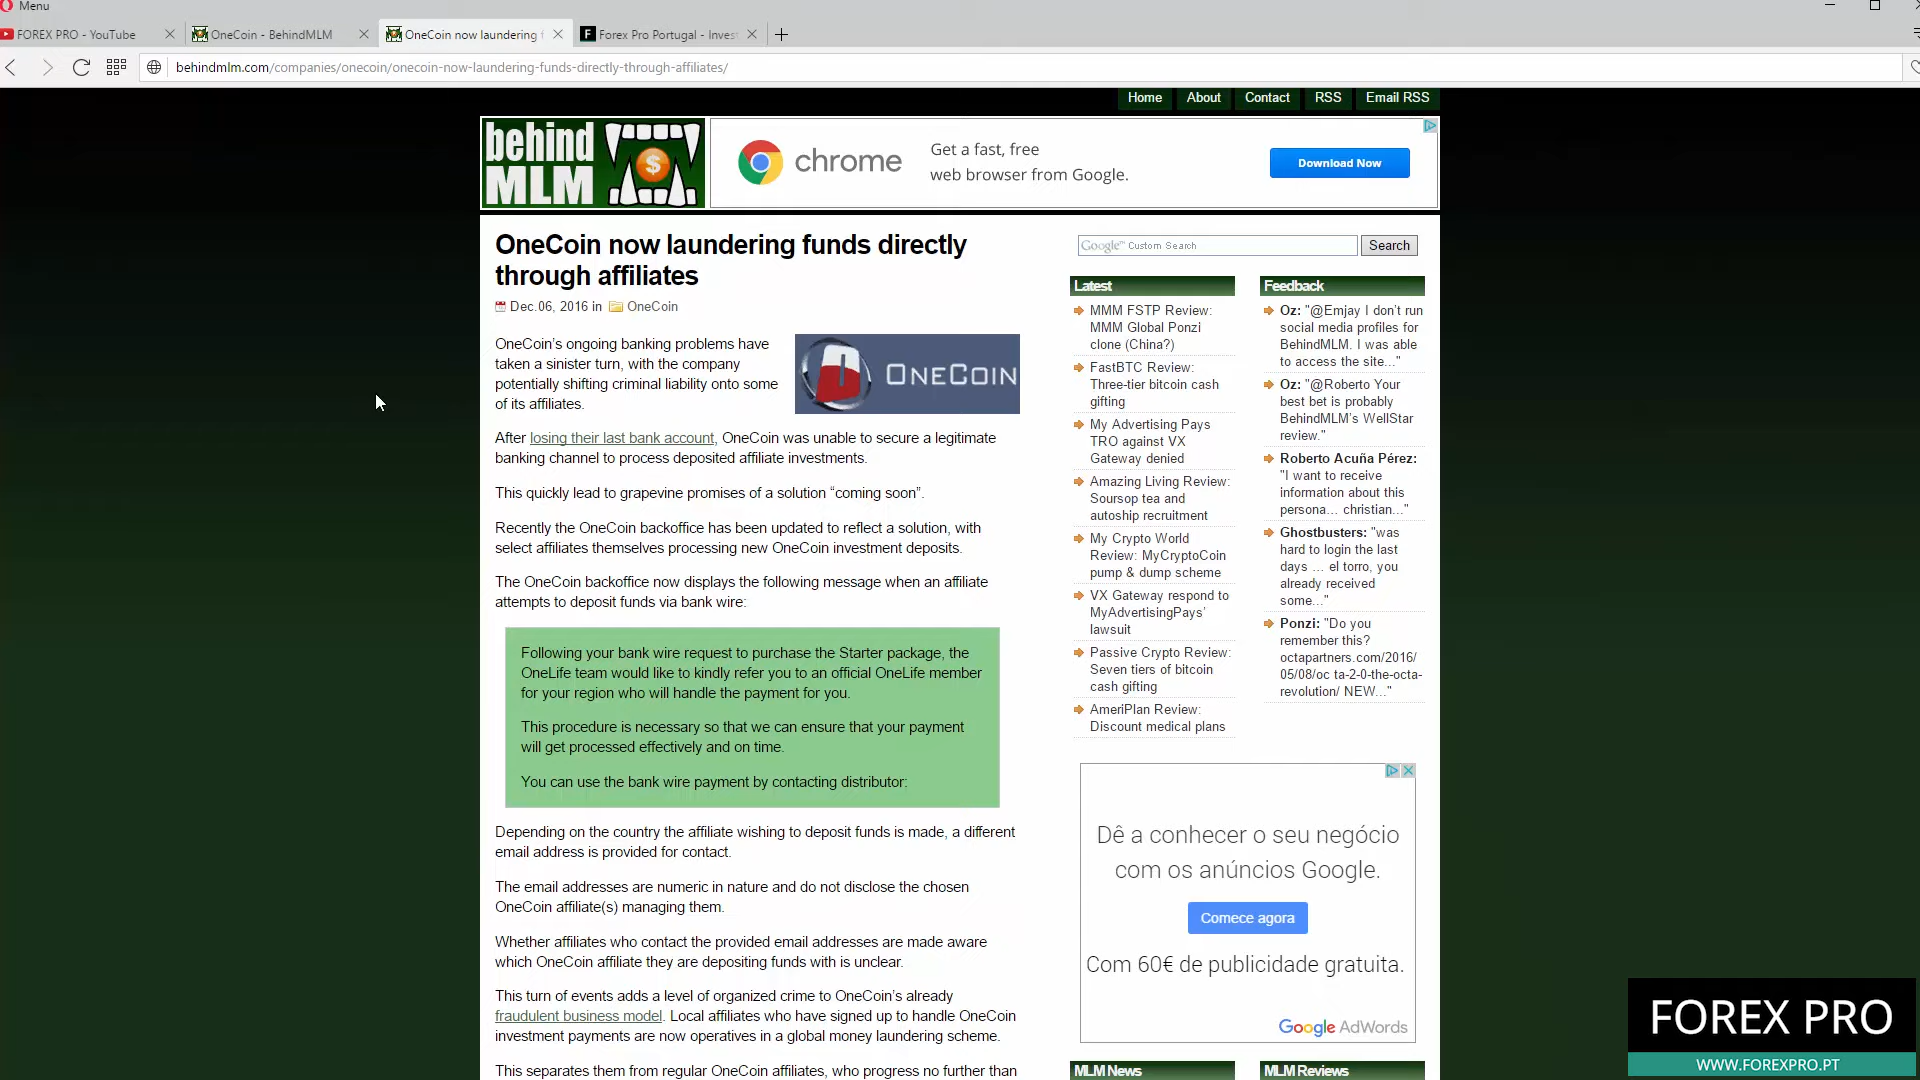 Menu
FOREX PRO - YouTube
OneCoin - BehindMLM
OneCoin now laundering
Forex Pro Portugal - Inves
behindmlm.com/companies/onecoin/onecoin-now-laundering-funds-directly-through-affiliates/
Home About Contact RSS Email RSS
behind
MLM
$
chrome
Get a fast, free
web browser from Google.
Download Now
OneCoin now laundering funds directly
through affiliates
Dec.06, 2016 in OneCoin
OneCoin’s ongoing banking problems have
taken a sinister turn, with the company
potentially shifting criminal liability onto some
of its affiliates.
ONECOIN
After losing their last bank account, OneCoin was unable to secure a legitimate
banking channel to process deposited affiliate investments.
This quickly lead to grapevine promises of a solution “coming soon”.
Recently the OneCoin backoffice has been updated to reflect a solution, with
select affiliates themselves processing new OneCoin investment deposits.
The OneCoin backoffice now displays the following message when an affiliate
attempts to deposit funds via bank wire:
Following your bank wire request to purchase the Starter package, the
OneLife team would like to kindly refer you to an official OneLife member
for your region who will handle the payment for you.
This procedure is necessary so that we can ensure that your payment
will get processed effectively and on time.
You can use the bank wire payment by contacting distributor:
Depending on the country the affiliate wishing to deposit funds is made, a different
email address is provided for contact.
The email addresses are numeric in nature and do not disclose the chosen
OneCoin affiliate(s) managing them.
Whether affiliates who contact the provided email addresses are made aware
which OneCoin affiliate they are depositing funds with is unclear.
This turn of events adds a level of organized crime to OneCoin’s already
fraudulent business model. Local affiliates who have signed up to handle OneCoin
investment payments are now operatives in a global money laundering scheme.
This separates them from regular OneCoin affiliates, who progress no further than
Google™ Custom Search
Search
Latest
MMM FSTP Review:
MMM Global Ponzi
clone (China?)
FastBTC Review:
Three-tier bitcoin cash
gifting
My Advertising Pays
TRO against VX
Gateway denied
Amazing Living Review:
Soursop tea and
autoship recruitment
My Crypto World
Review: MyCryptoCoin
pump & dump scheme
VX Gateway respond to
MyAdvertisingPays’
lawsuit
Passive Crypto Review:
Seven tiers of bitcoin
cash gifting
AmeriPlan Review:
Discount medical plans
Feedback
Oz: "@Emjay I don’t run
social media profiles for
BehindMLM. I was able
to access the site..."
Oz: "@Roberto Your
best bet is probably
BehindMLM’s WellStar
review."
Roberto Acuña Pérez:
"I want to receive
information about this
persona… christian..."
Ghostbusters: "was
hard to login the last
days … el torro, you
already received
some..."
Ponzi: "Do you
remember this?
octapartners.com/2016/
05/08/oc ta-2-0-the-octa-
revolution/ NEW..."
Dê a conhecer o seu negócio
com os anúncios Google.
Comece agora
Com 60€ de publicidade gratuita.
Google AdWords
MLM News
MLM Reviews
FOREX PRO
WWW.FOREXPRO.PT